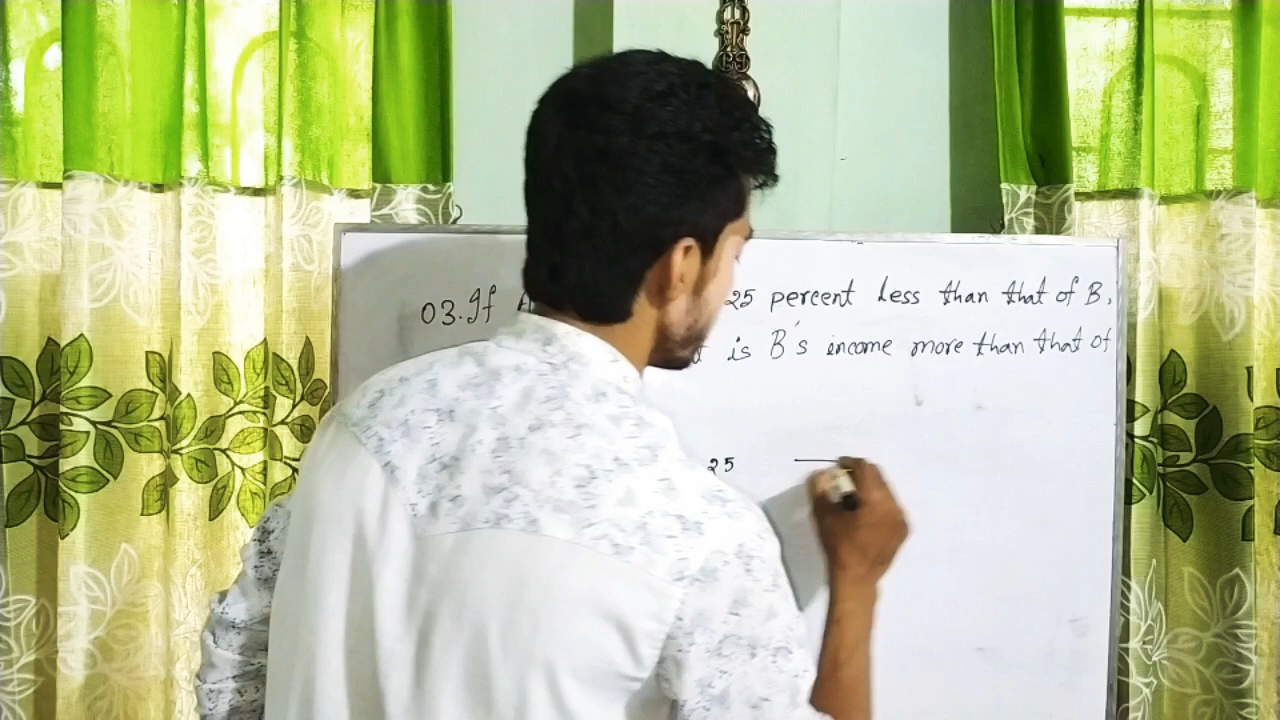 03. If A 25 percent less than that of B,
is B's income more than that of
25